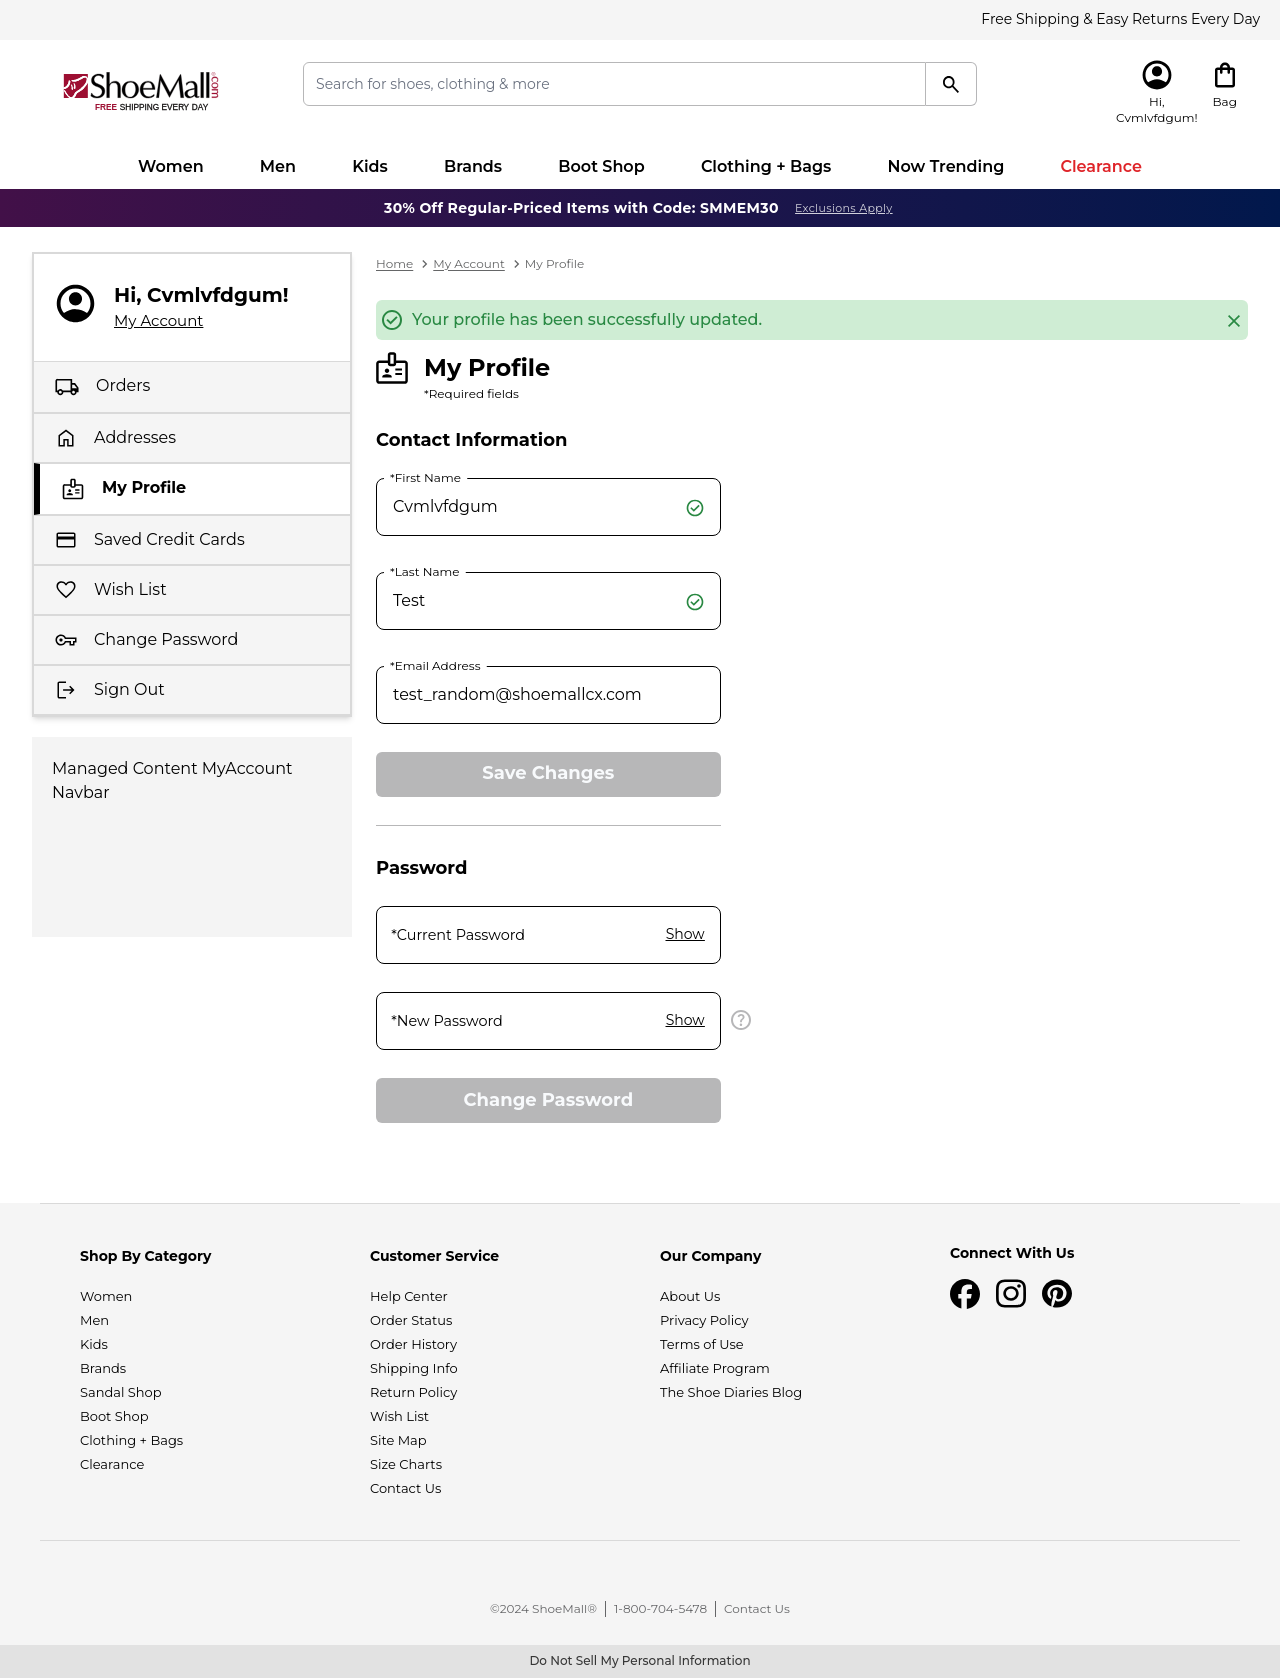 Free Shipping & Easy Returns Every Day
ShoeMall.com
FREE SHIPPING EVERY DAY
Search for shoes, clothing & more
Hi,
Cvmlvfdgum!
Bag
Women Men Kids Brands Boot Shop Clothing + Bags Now Trending Clearance
30% Off Regular-Priced Items with Code: SMMEM30 Exclusions Apply
Hi, Cvmlvfdgum!
My Account
Orders
Addresses
My Profile
Saved Credit Cards
Wish List
Change Password
Sign Out
Managed Content MyAccount
Navbar
Home > My Account > My Profile
Your profile has been successfully updated.
My Profile
*Required fields
Contact Information
*First Name
Cvmlvfdgum
*Last Name
Test
*Email Address
test_random@shoemallcx.com
Save Changes
Password
*Current Password Show
*New Password Show
?
Change Password
Shop By Category
Women
Men
Kids
Brands
Sandal Shop
Boot Shop
Clothing + Bags
Clearance
Customer Service
Help Center
Order Status
Order History
Shipping Info
Return Policy
Wish List
Site Map
Size Charts
Contact Us
Our Company
About Us
Privacy Policy
Terms of Use
Affiliate Program
The Shoe Diaries Blog
Connect With Us
©2024 ShoeMall® | 1-800-704-5478 | Contact Us
Do Not Sell My Personal Information